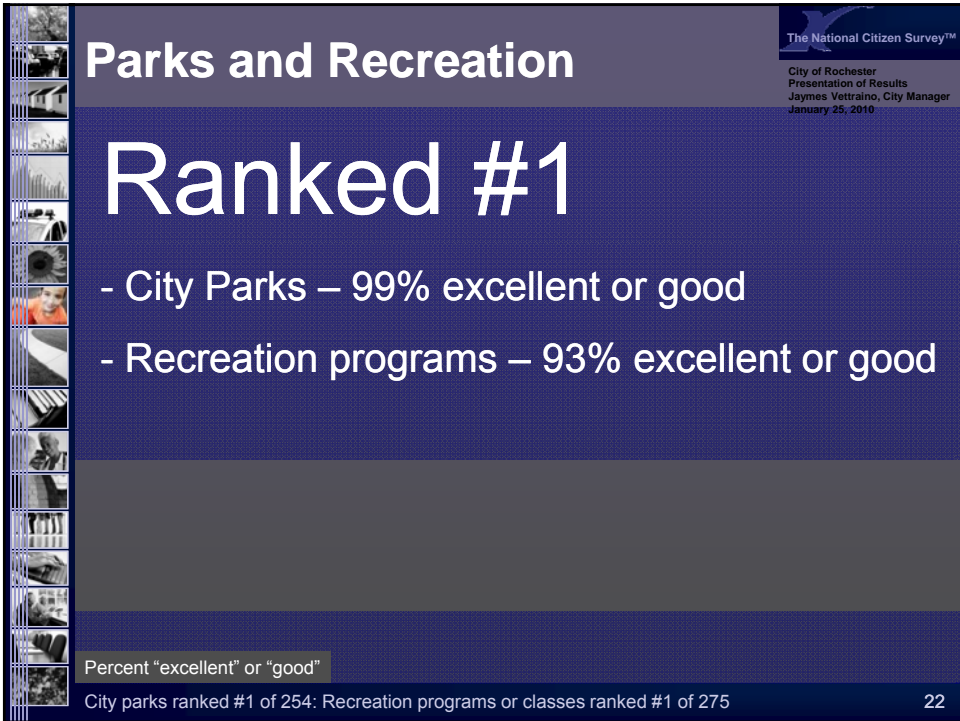 Parks and Recreation
The National Citizen Survey™
City of Rochester
Presentation of Results
Jaymes Vettraino, City Manager
January 25, 2010
Ranked #1
- City Parks – 99% excellent or good
- Recreation programs – 93% excellent or good
Percent “excellent” or “good”
City parks ranked #1 of 254: Recreation programs or classes ranked #1 of 275
22